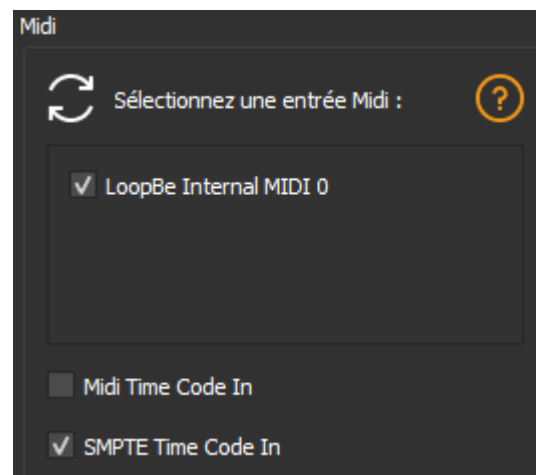 Midi
Sélectionnez une entrée Midi :
?
LoopBe Internal MIDI 0
Midi Time Code In
SMPTE Time Code In